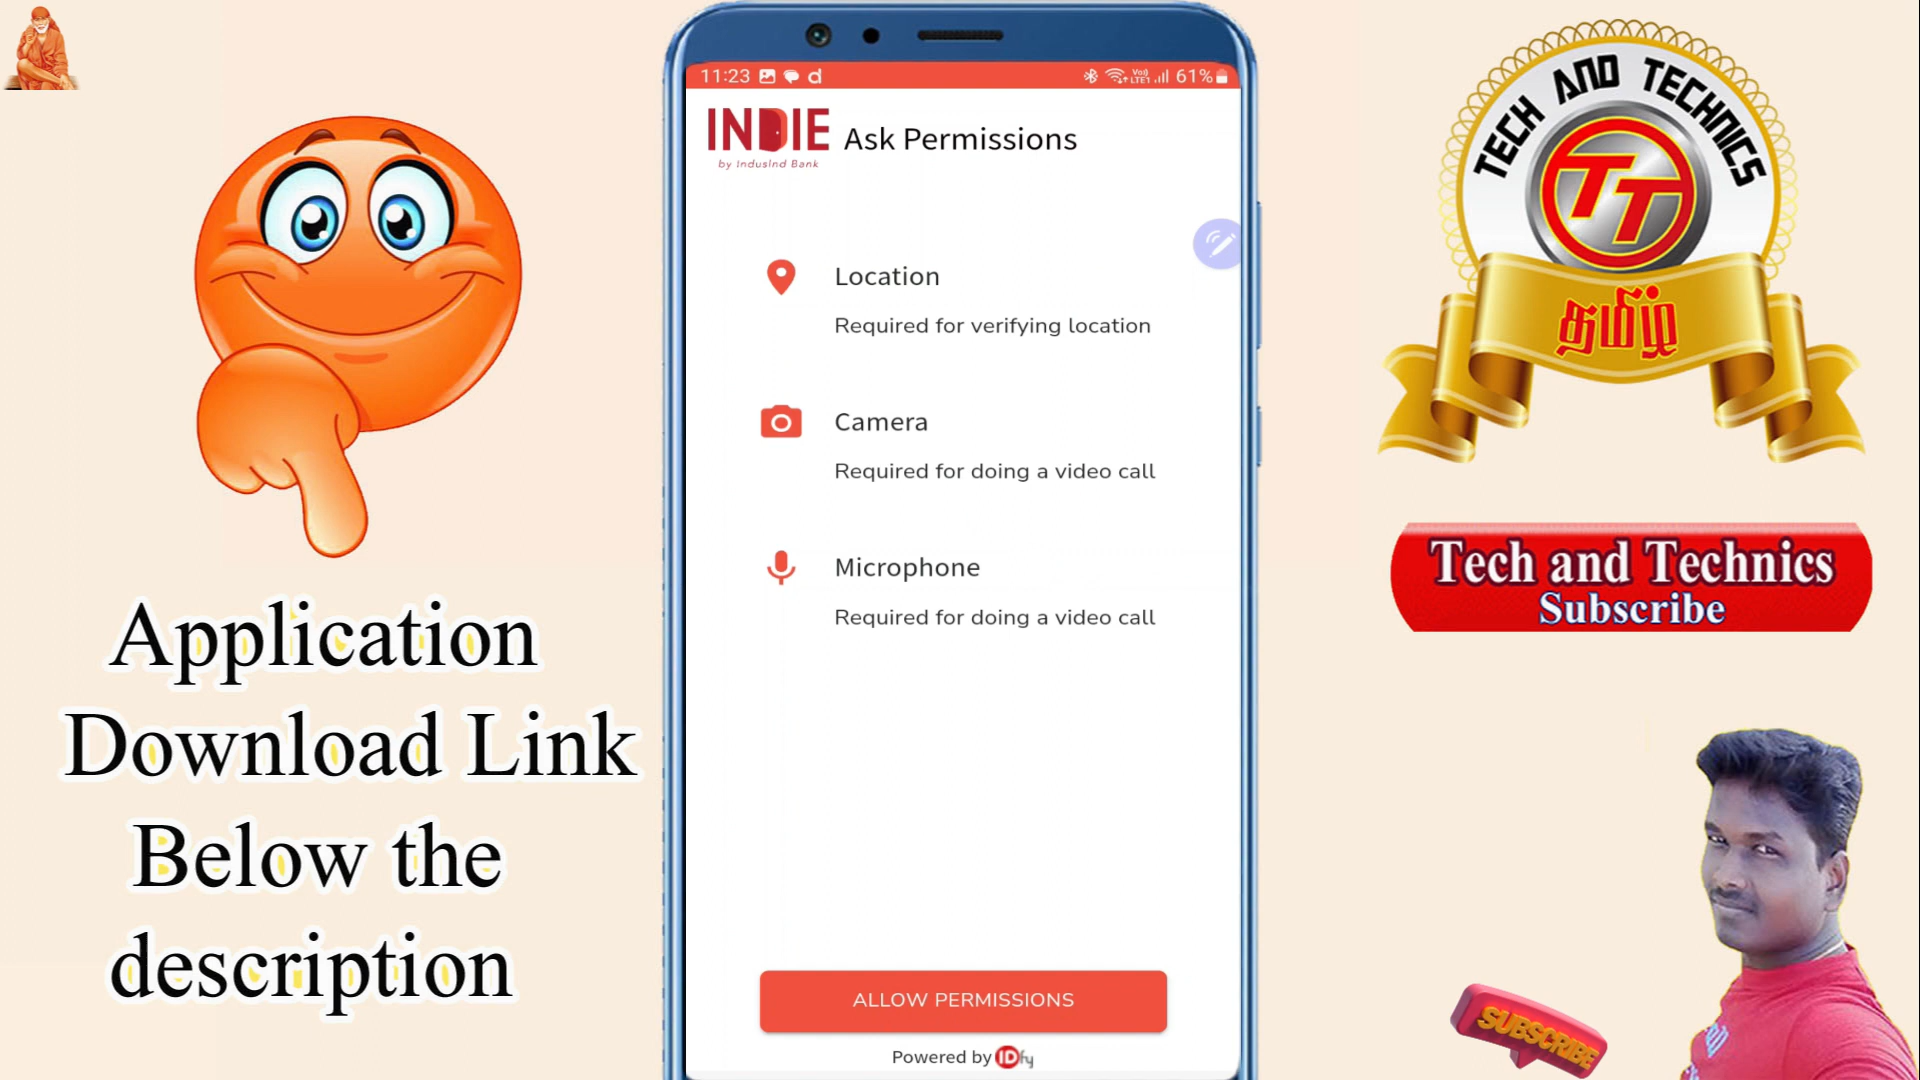 Application
Download Link
Below the
description
11:23
61%
INDIE
by IndusInd Bank
Ask Permissions
Location
Required for verifying location
Camera
Required for doing a video call
Microphone
Required for doing a video call
ALLOW PERMISSIONS
Powered by IDfy
TECH AND TECHNICS
TT
தமிழ்
Tech and Technics
Subscribe
SUBSCRIBE